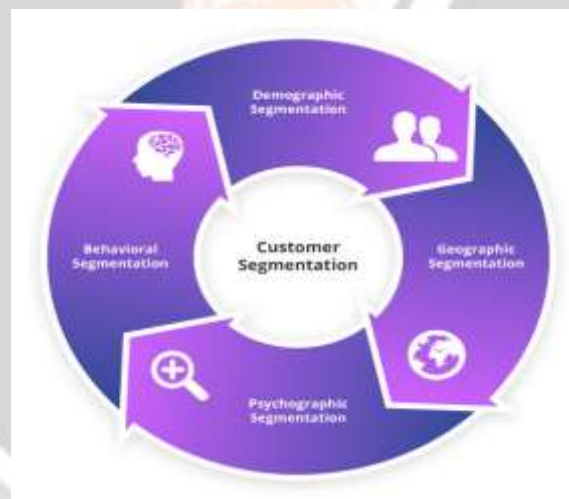 Demographic
Segmentation
Behavioral
Segmentation
Customer
Segmentation
Geographic
Segmentation
Psychographic
Segmentation